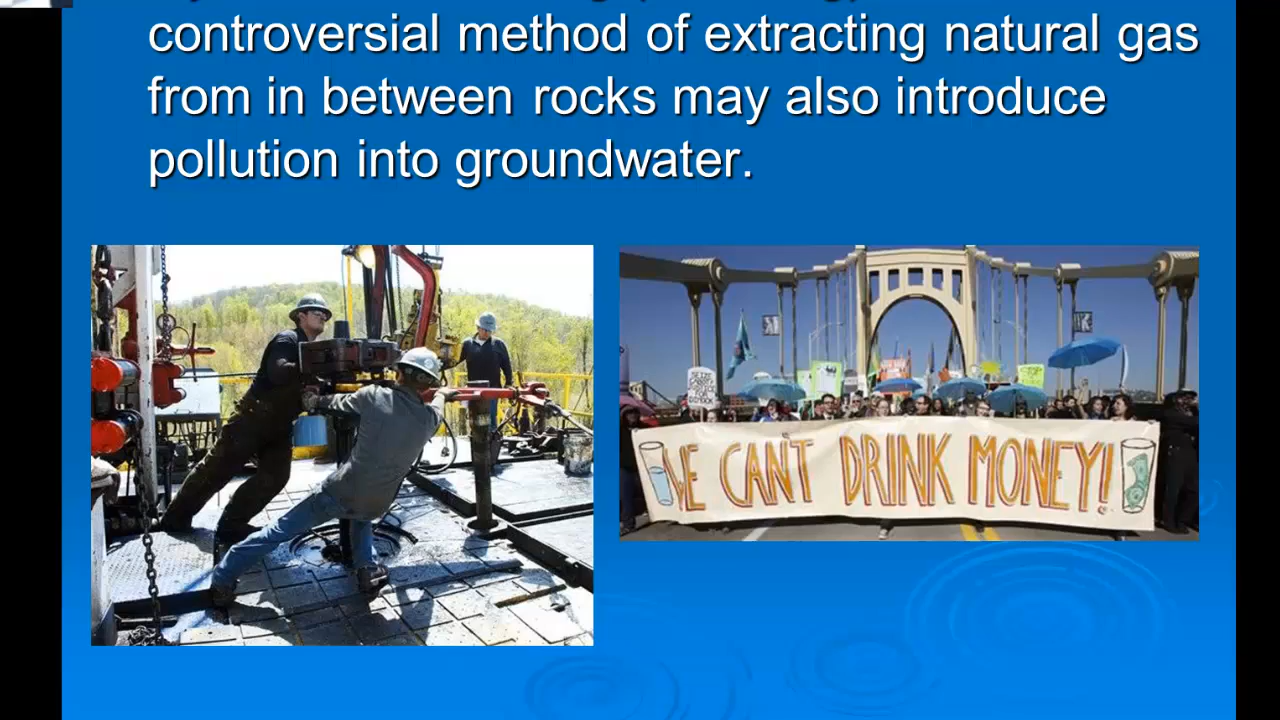 controversial method of extracting natural gas
from in between rocks may also introduce
pollution into groundwater.
WE CAN'T DRINK MONEY!